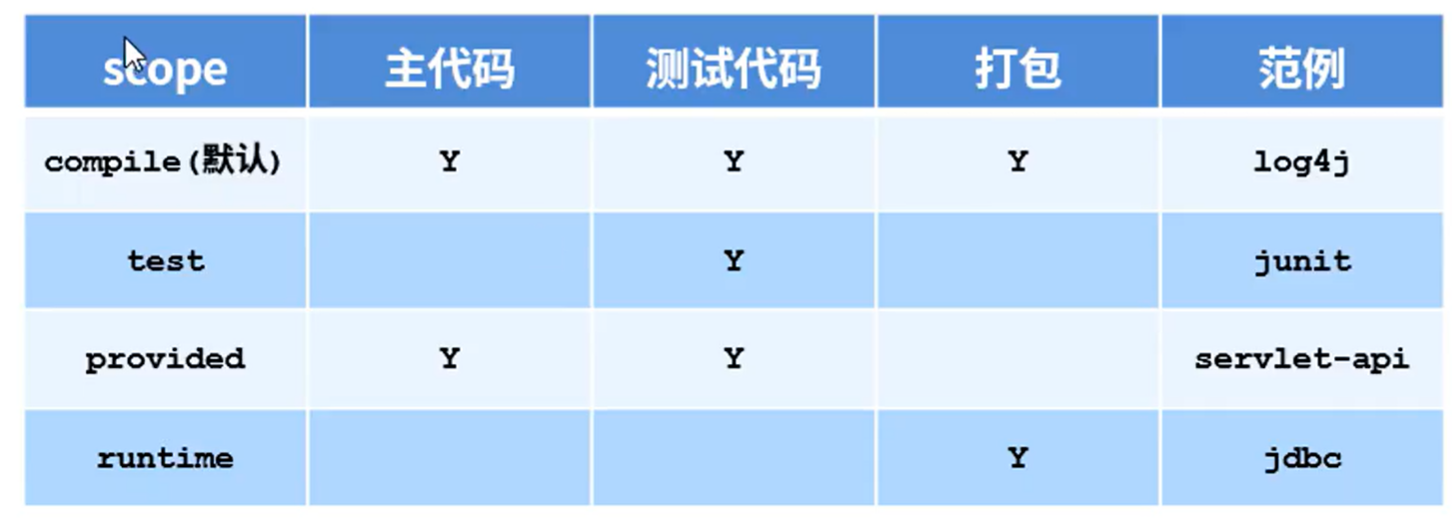 scope 主代码 测试代码 打包 范例
compile(默认) Y Y Y log4j
test Y junit
provided Y Y servlet-api
runtime Y jdbc